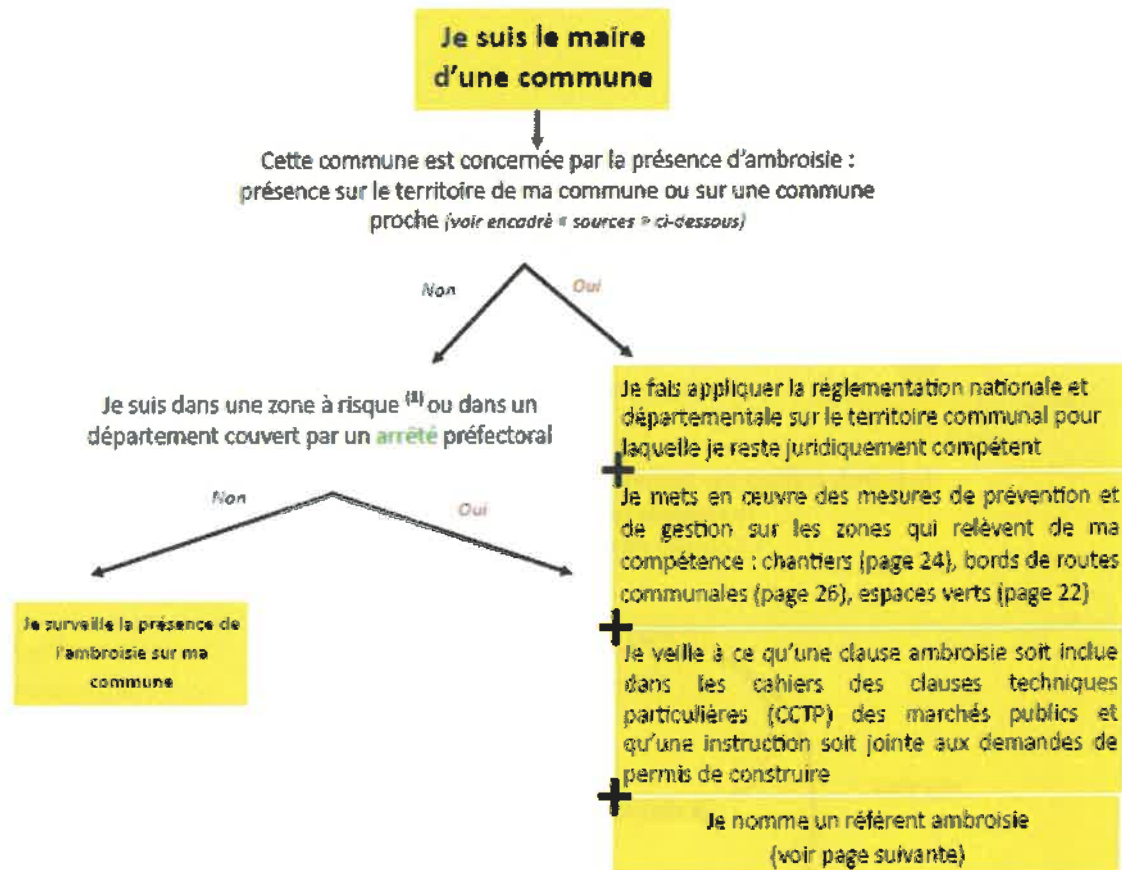 Je suis le maire
d'une commune
Cette commune est concernée par la présence d'ambroisie :
présence sur le territoire de ma commune ou sur une commune
proche (voir encadré « sources » ci-dessous)
Non
Oui
Je suis dans une zone à risque (1) ou dans un
département couvert par un arrêté préfectoral
Non
Oui
Je surveille la présence de
l'ambroisie sur ma
commune
Je fais appliquer la réglementation nationale et
départementale sur le territoire communal pour
laquelle je reste juridiquement compétent
+
Je mets en œuvre des mesures de prévention et
de gestion sur les zones qui relèvent de ma
compétence : chantiers (page 24), bords de routes
communales (page 26), espaces verts (page 22)
+
Je veille à ce qu'une clause ambroisie soit inclue
dans les cahiers des clauses techniques
particulières (CCTP) des marchés publics et
qu'une instruction soit jointe aux demandes de
permis de construire
+
Je nomme un référent ambroisie
(voir page suivante)